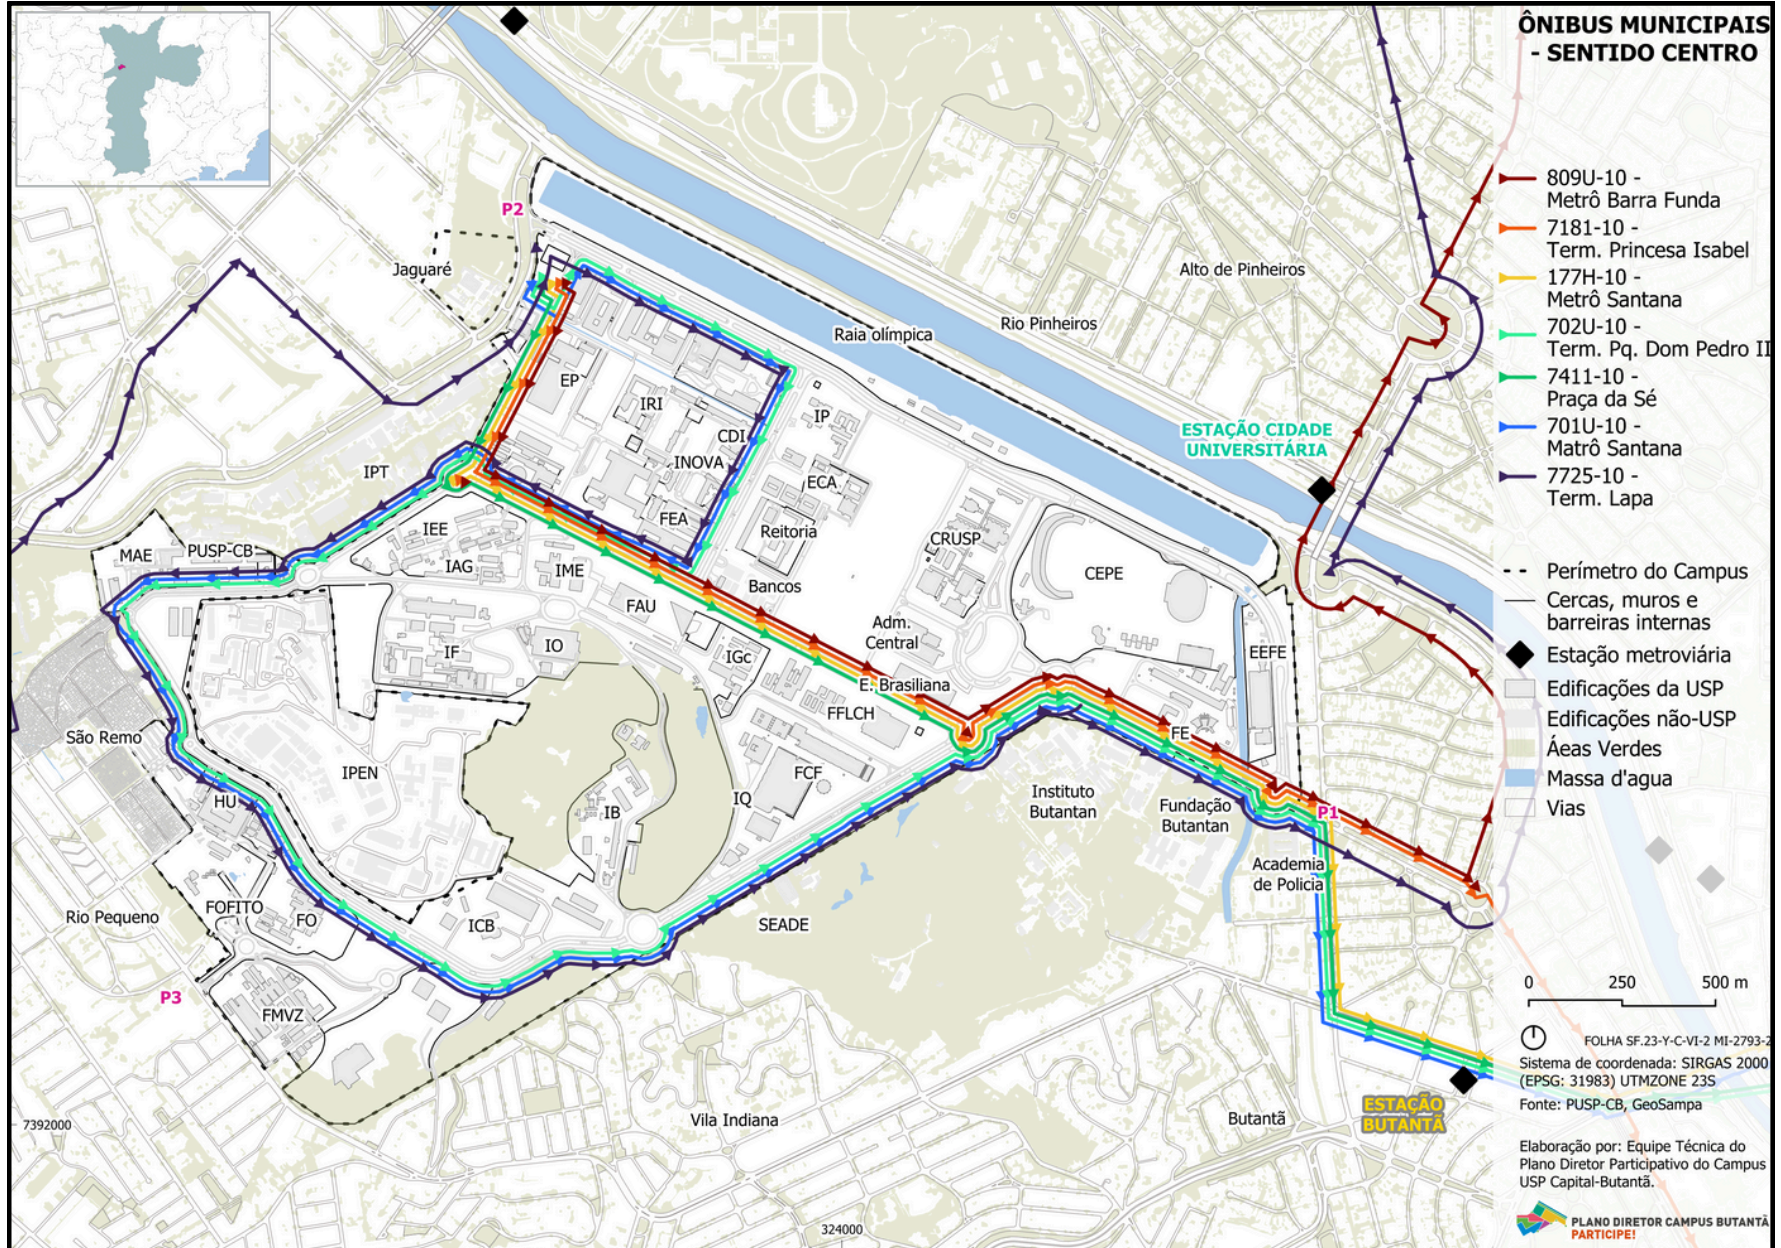 ÔNIBUS MUNICIPAIS
- SENTIDO CENTRO
809U-10 -
Metrô Barra Funda
7181-10 -
Term. Princesa Isabel
177H-10 -
Metrô Santana
702U-10 -
Term. Pq. Dom Pedro II
7411-10 -
Praça da Sé
701U-10 -
Matrô Santana
7725-10 -
Term. Lapa
Perímetro do Campus
Cercas, muros e
barreiras internas
Estação metroviária
Edificações da USP
Edificações não-USP
Áeas Verdes
Massa d'agua
Vias
0 250 500 m
FOLHA SF.23-Y-C-VI-2 MI-2793-2
Sistema de coordenada: SIRGAS 2000
(EPSG: 31983) UTMZONE 23S
Fonte: PUSP-CB, GeoSampa
Elaboração por: Equipe Técnica do
Plano Diretor Participativo do Campus
USP Capital-Butantã.
PLANO DIRETOR CAMPUS BUTANTÃ
PARTICIPE!
P2
Jaguaré
Alto de Pinheiros
Rio Pinheiros
Raia olímpica
EP
IRI
IP
CDI
ESTAÇÃO CIDADE
UNIVERSITÁRIA
INOVA
IPT
ECA
FEA
Reitoria
IEE
CRUSP
MAE
PUSP-CB
IAG
IME
CEPE
Bancos
FAU
Adm.
Central
IF
IO
IGc
EEFE
E. Brasiliana
FFLCH
São Remo
FE
IPEN
FCF
Instituto
Butantan
HU
IQ
IB
Fundação
Butantan
P1
Academia
de Policia
Rio Pequeno
FOFITO
FO
ICB
SEADE
P3
FMVZ
ESTAÇÃO
BUTANTÃ
Vila Indiana
Butantã
7392000
324000